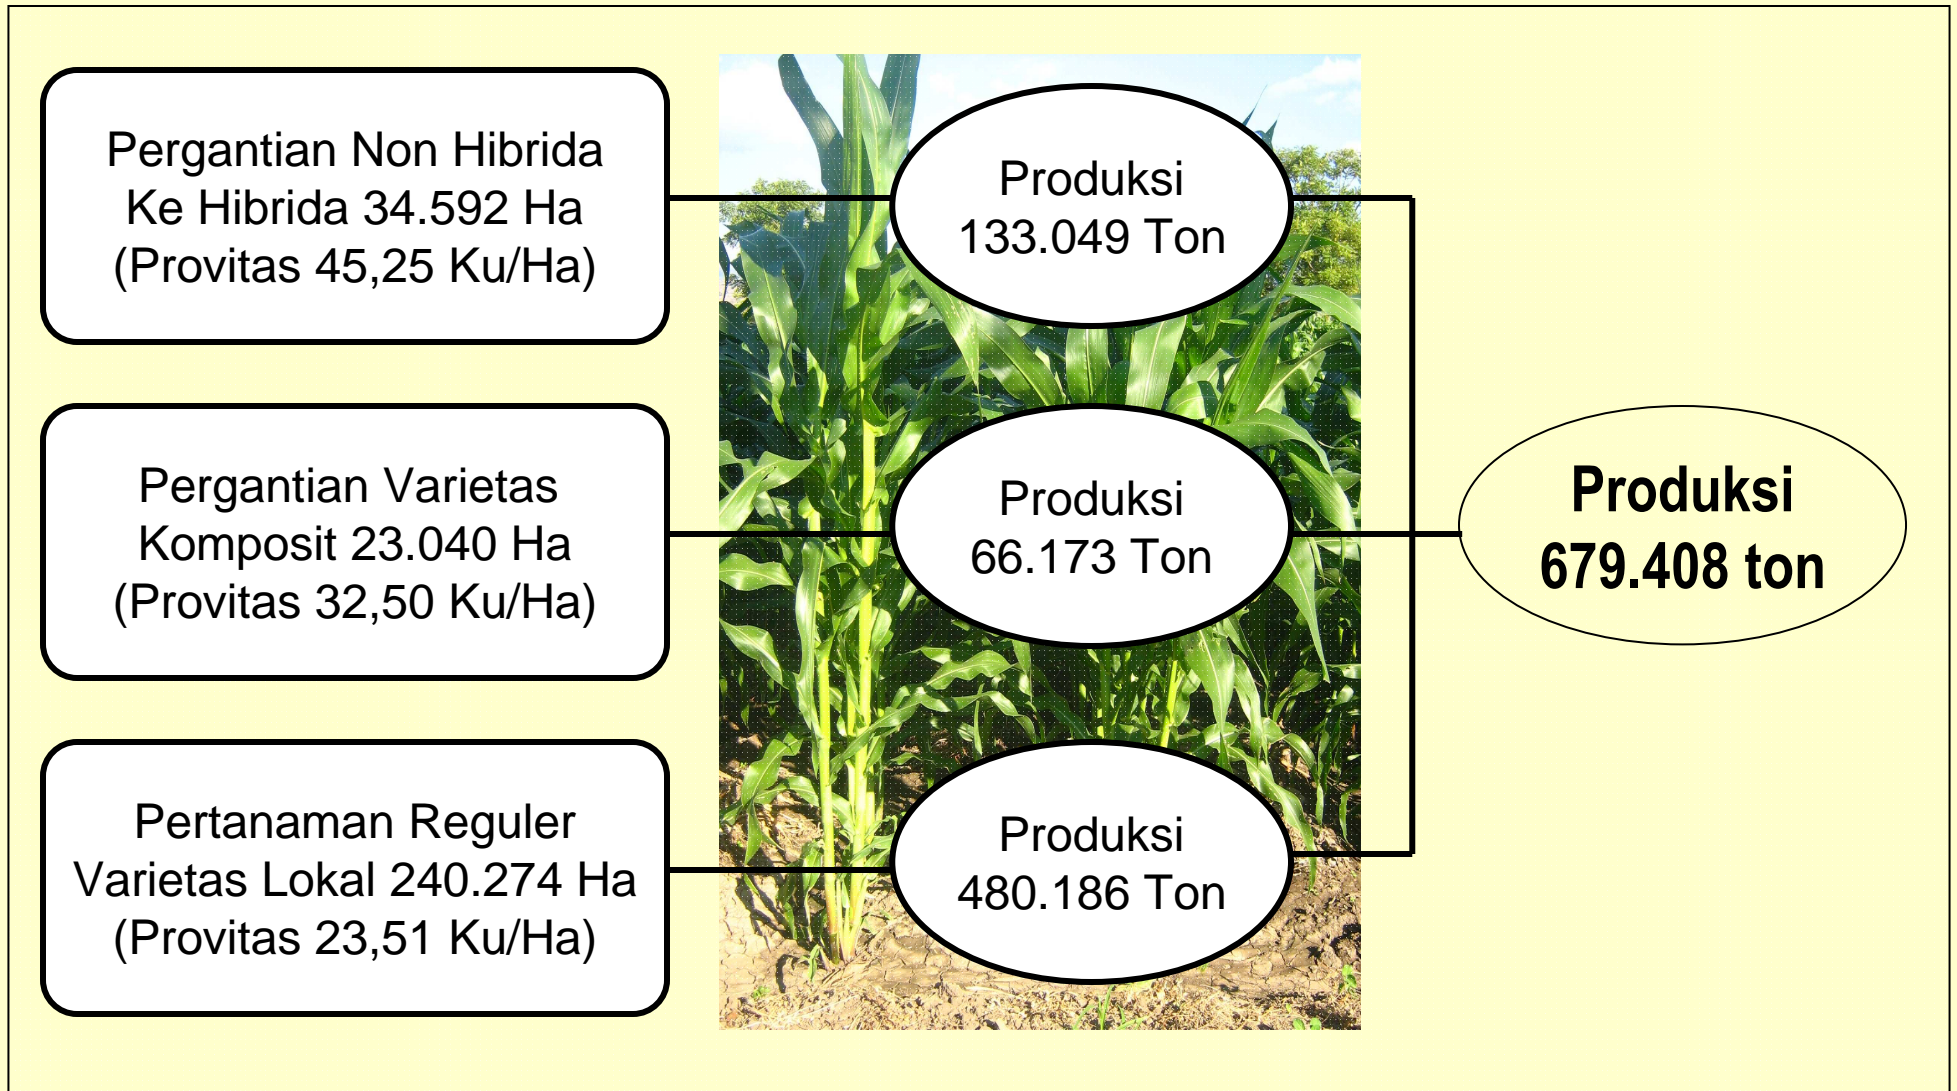 Pergantian Non Hibrida
Ke Hibrida 34.592 Ha
(Provitas 45,25 Ku/Ha)
Produksi
133.049 Ton
Pergantian Varietas
Komposit 23.040 Ha
(Provitas 32,50 Ku/Ha)
Produksi
66.173 Ton
Pertanaman Reguler
Varietas Lokal 240.274 Ha
(Provitas 23,51 Ku/Ha)
Produksi
480.186 Ton
Produksi
679.408 ton